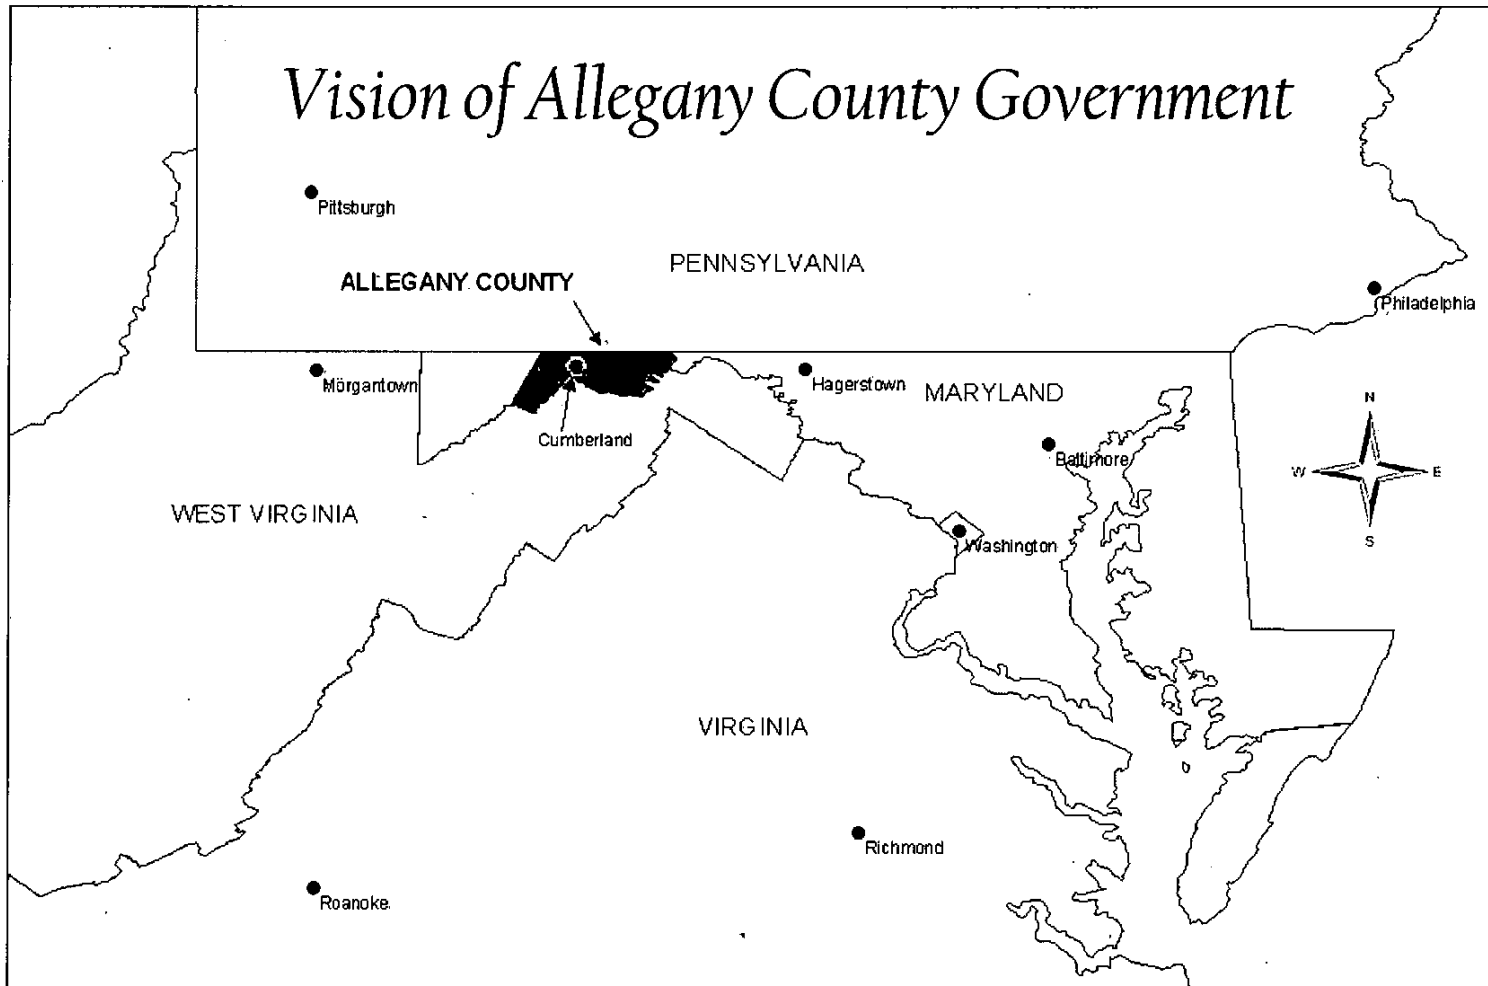 Vision of Allegany County Government
Pittsburgh
PENNSYLVANIA
ALLEGANY COUNTY
Philadelphia
Morgantown
Hagerstown
MARYLAND
N
Cumberland
Baltimore
W
E
WEST VIRGINIA
S
Washington
VIRGINIA
Richmond
Roanoke